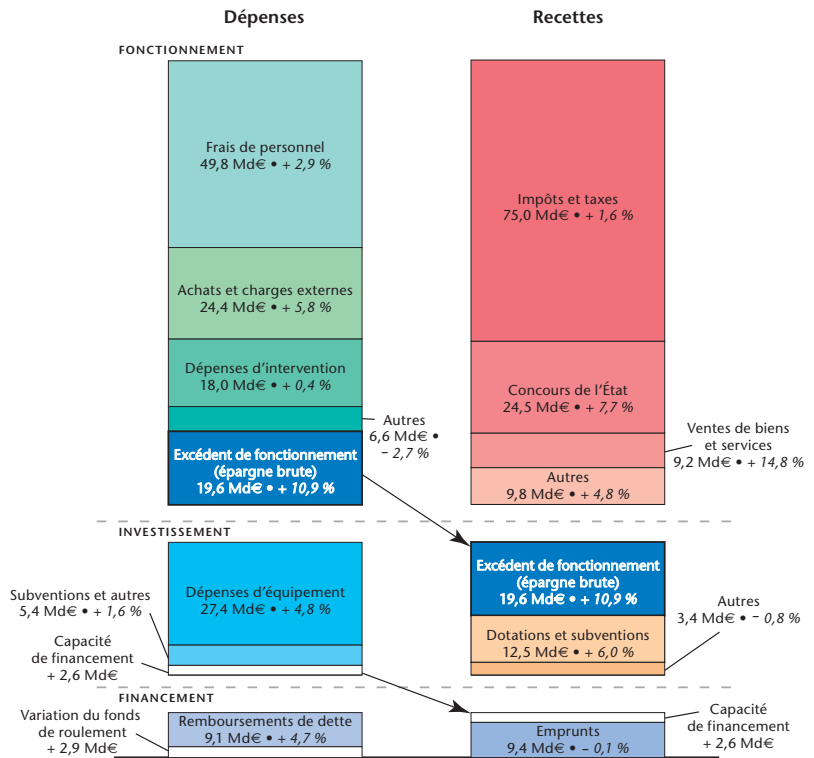 Dépenses
Recettes
FONCTIONNEMENT
Frais de personnel
49,8 Md€ • + 2,9 %
Achats et charges externes
24,4 Md€ • + 5,8 %
Dépenses d'intervention
18,0 Md€ • + 0,4 %
Autres
6,6 Md€ •
– 2,7 %
Excédent de fonctionnement
(épargne brute)
19,6 Md€ • + 10,9 %
Impôts et taxes
75,0 Md€ • + 1,6 %
Concours de l'État
24,5 Md€ • + 7,7 %
Ventes de biens
et services
9,2 Md€ • + 14,8 %
Autres
9,8 Md€ • + 4,8 %
INVESTISSEMENT
Dépenses d'équipement
27,4 Md€ • + 4,8 %
Subventions et autres
5,4 Md€ • + 1,6 %
Capacité
de financement
+ 2,6 Md€
Excédent de fonctionnement
(épargne brute)
19,6 Md€ • + 10,9 %
Autres
3,4 Md€ • – 0,8 %
Dotations et subventions
12,5 Md€ • + 6,0 %
FINANCEMENT
Remboursements de dette
9,1 Md€ • + 4,7 %
Variation du fonds
de roulement
+ 2,9 Md€
Capacité
de financement
+ 2,6 Md€
Emprunts
9,4 Md€ • – 0,1 %